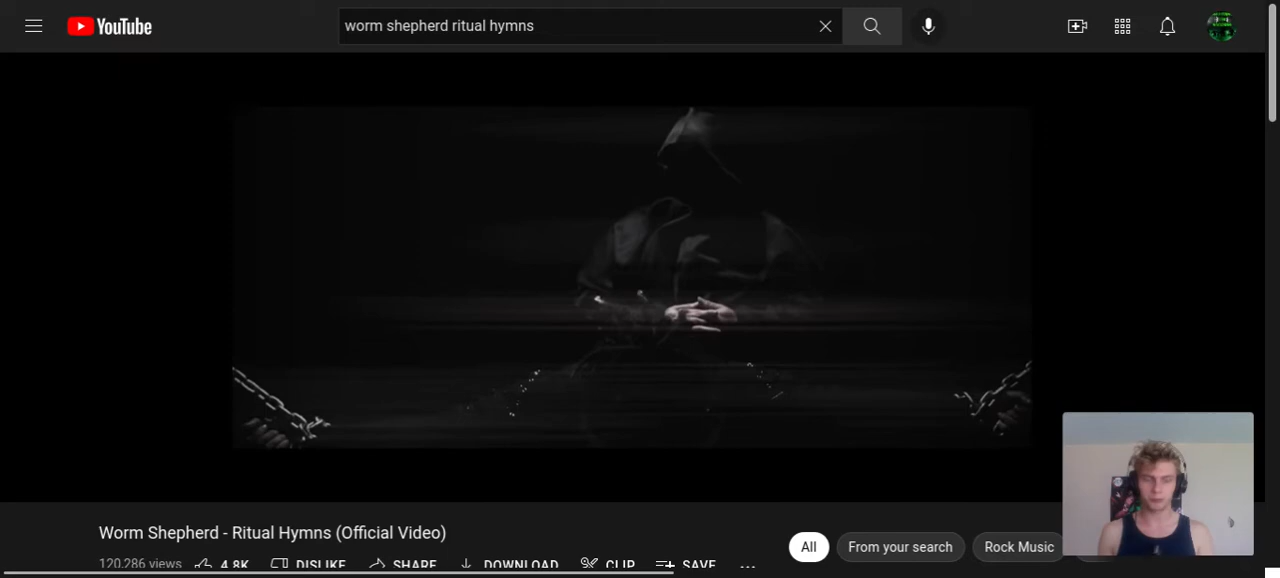 YouTube
worm shepherd ritual hymns
Worm Shepherd - Ritual Hymns (Official Video)
All
From your search
Rock Music
120,286 views
4.8K
DISLIKE
SHARE
DOWNLOAD
CLIP
SAVE